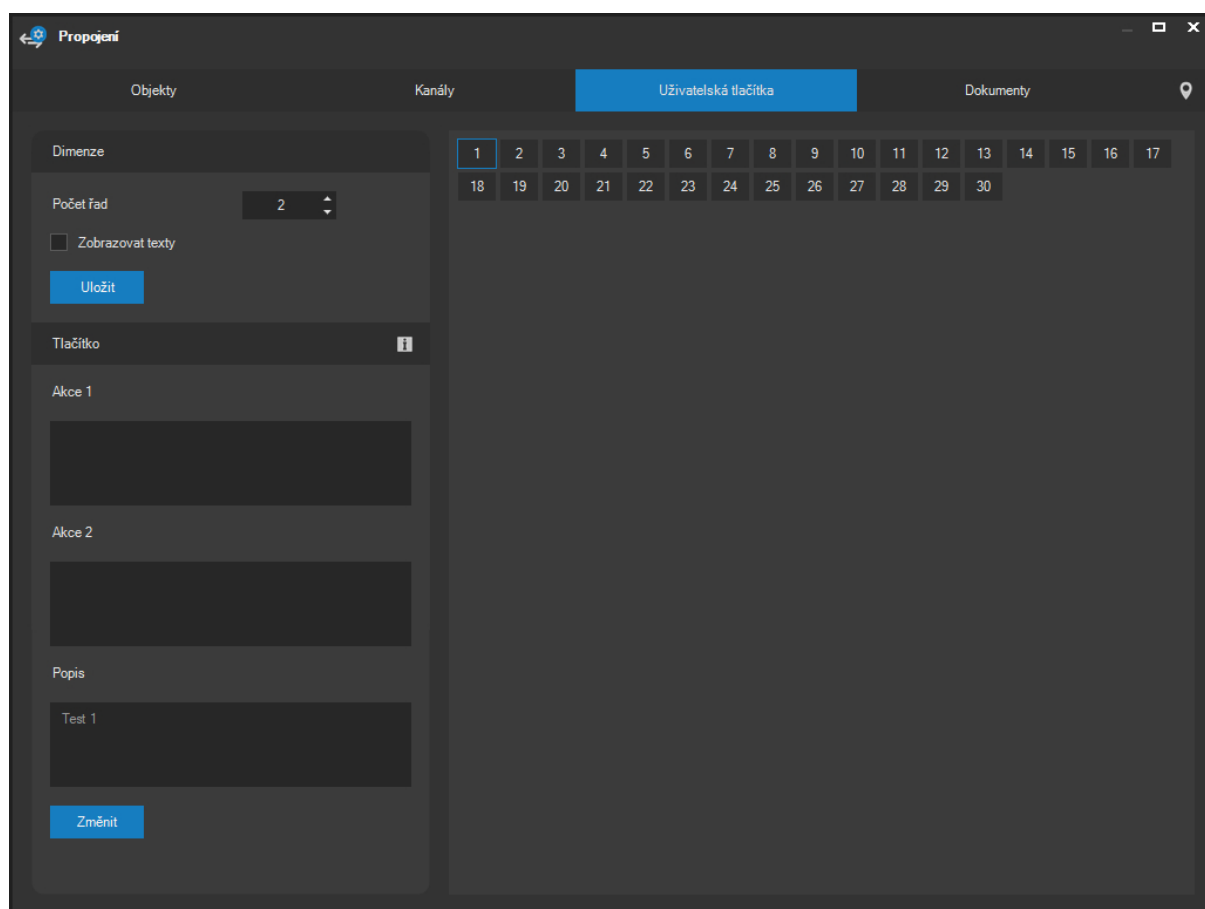 Propojení
Objekty Kanály Uživatelská tlačítka Dokumenty
Dimenze
Počet řad 2
Zobrazovat texty
Uložit
Tlačítko
Akce 1
Akce 2
Popis
Test 1
Změnit
1 2 3 4 5 6 7 8 9 10 11 12 13 14 15 16 17
18 19 20 21 22 23 24 25 26 27 28 29 30